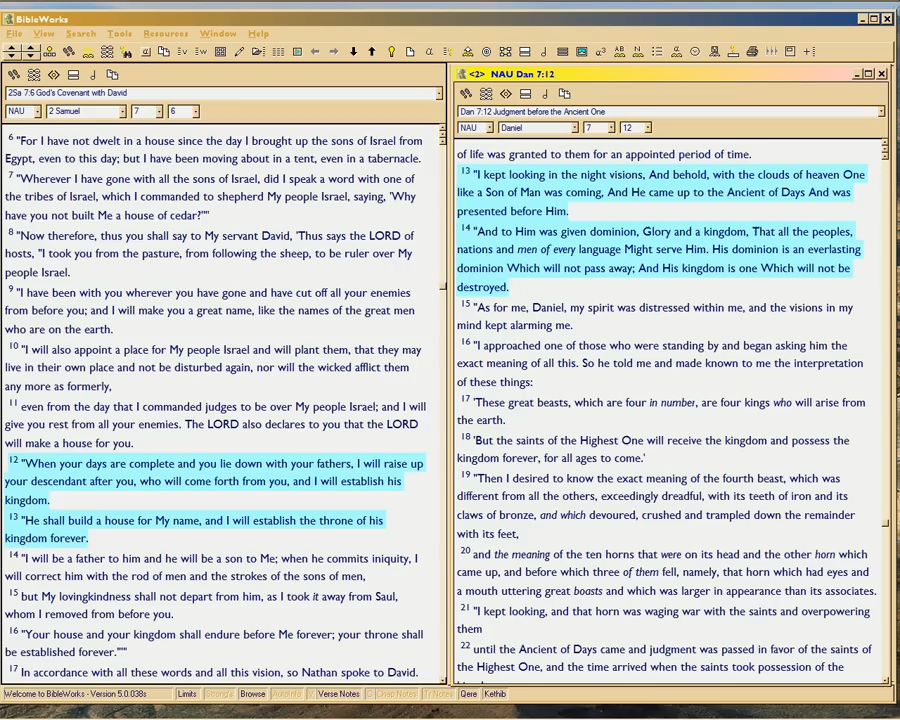 BibleWorks
File View Search Tools Resources Window Help
2Sa 7:6 God's Covenant with David
NAU 2 Samuel 7 6
6 "For I have not dwelt in a house since the day I brought up the sons of Israel from
Egypt, even to this day; but I have been moving about in a tent, even in a tabernacle.
7 "Wherever I have gone with all the sons of Israel, did I speak a word with one of
the tribes of Israel, which I commanded to shepherd My people Israel, saying, 'Why
have you not built Me a house of cedar?'"'
8 "Now therefore, thus you shall say to My servant David, 'Thus says the LORD of
hosts, "I took you from the pasture, from following the sheep, to be ruler over My
people Israel.
9 "I have been with you wherever you have gone and have cut off all your enemies
from before you; and I will make you a great name, like the names of the great men
who are on the earth.
10 "I will also appoint a place for My people Israel and will plant them, that they may
live in their own place and not be disturbed again, nor will the wicked afflict them
any more as formerly,
11 even from the day that I commanded judges to be over My people Israel; and I will
give you rest from all your enemies. The LORD also declares to you that the LORD
will make a house for you.
12 "When your days are complete and you lie down with your fathers, I will raise up
your descendant after you, who will come forth from you, and I will establish his
kingdom.
13 "He shall build a house for My name, and I will establish the throne of his
kingdom forever.
14 "I will be a father to him and he will be a son to Me; when he commits iniquity, I
will correct him with the rod of men and the strokes of the sons of men,
15 but My lovingkindness shall not depart from him, as I took it away from Saul,
whom I removed from before you.
16 "Your house and your kingdom shall endure before Me forever; your throne shall
be established forever."'"
17 In accordance with all these words and all this vision, so Nathan spoke to David.
<2> NAU Dan 7:12
Dan 7:12 Judgment before the Ancient One
NAU Daniel 7 12
of life was granted to them for an appointed period of time.
13 "I kept looking in the night visions, And behold, with the clouds of heaven One
like a Son of Man was coming, And He came up to the Ancient of Days And was
presented before Him.
14 "And to Him was given dominion, Glory and a kingdom, That all the peoples,
nations and men of every language Might serve Him. His dominion is an everlasting
dominion Which will not pass away; And His kingdom is one Which will not be
destroyed.
15 "As for me, Daniel, my spirit was distressed within me, and the visions in my
mind kept alarming me.
16 "I approached one of those who were standing by and began asking him the
exact meaning of all this. So he told me and made known to me the interpretation
of these things:
17 'These great beasts, which are four in number, are four kings who will arise from
the earth.
18 'But the saints of the Highest One will receive the kingdom and possess the
kingdom forever, for all ages to come.'
19 "Then I desired to know the exact meaning of the fourth beast, which was
different from all the others, exceedingly dreadful, with its teeth of iron and its
claws of bronze, and which devoured, crushed and trampled down the remainder
with its feet,
20 and the meaning of the ten horns that were on its head and the other horn which
came up, and before which three of them fell, namely, that horn which had eyes and
a mouth uttering great boasts and which was larger in appearance than its associates.
21 "I kept looking, and that horn was waging war with the saints and overpowering
them
22 until the Ancient of Days came and judgment was passed in favor of the saints of
the Highest One, and the time arrived when the saints took possession of the
Welcome to BibleWorks - Version 5.0.038s Limits Strong's Browse AutoInfo V Verse Notes C Chap Notes Tr Notes Qere Kethib